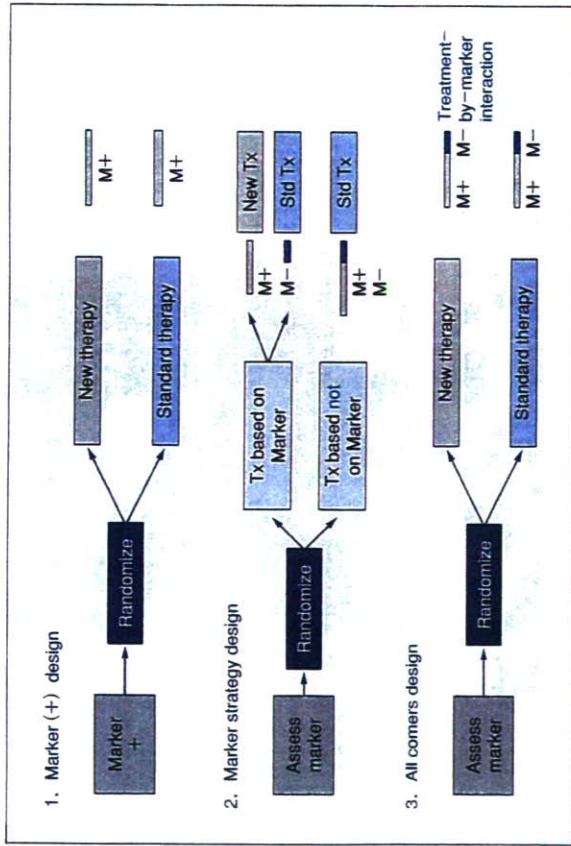 1. Marker (+) design
Marker
+
Randomize
New therapy
Standard therapy
M+
M+
2. Marker strategy design
Assess
marker
Randomize
Tx based on
Marker
Tx based not
on Marker
M+
M−
M+
M−
New Tx
Std Tx
Std Tx
3. All comers design
Assess
marker
Randomize
New therapy
Standard therapy
M+ M−
M+ M−
Treatment−
by−marker
interaction